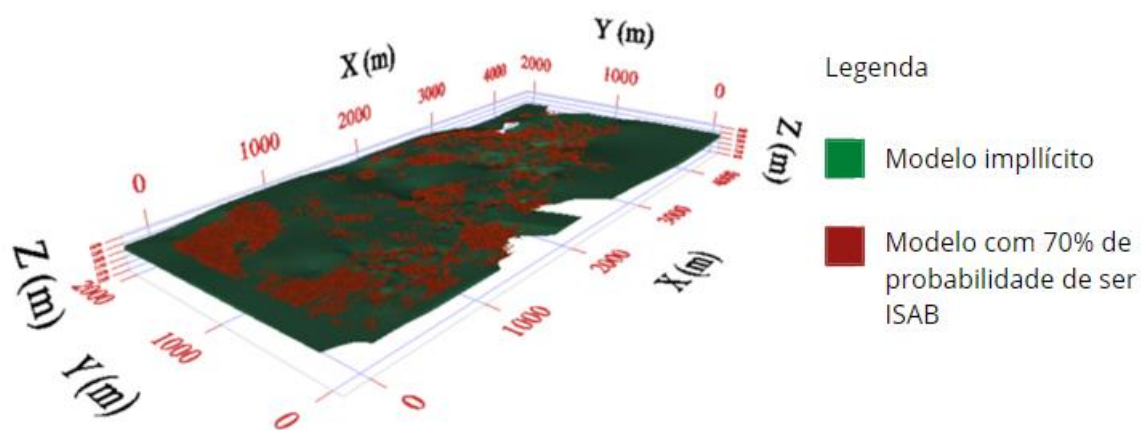 Y (m)
X (m)
4000
2000
1000
0
3000
2000
1000
0
Z (m)
4000
3000
2000
X (m)
1000
0
Z (m)
2000
1000
Y (m)
0
Legenda
Modelo impllícito
Modelo com 70% de
probabilidade de ser
ISAB